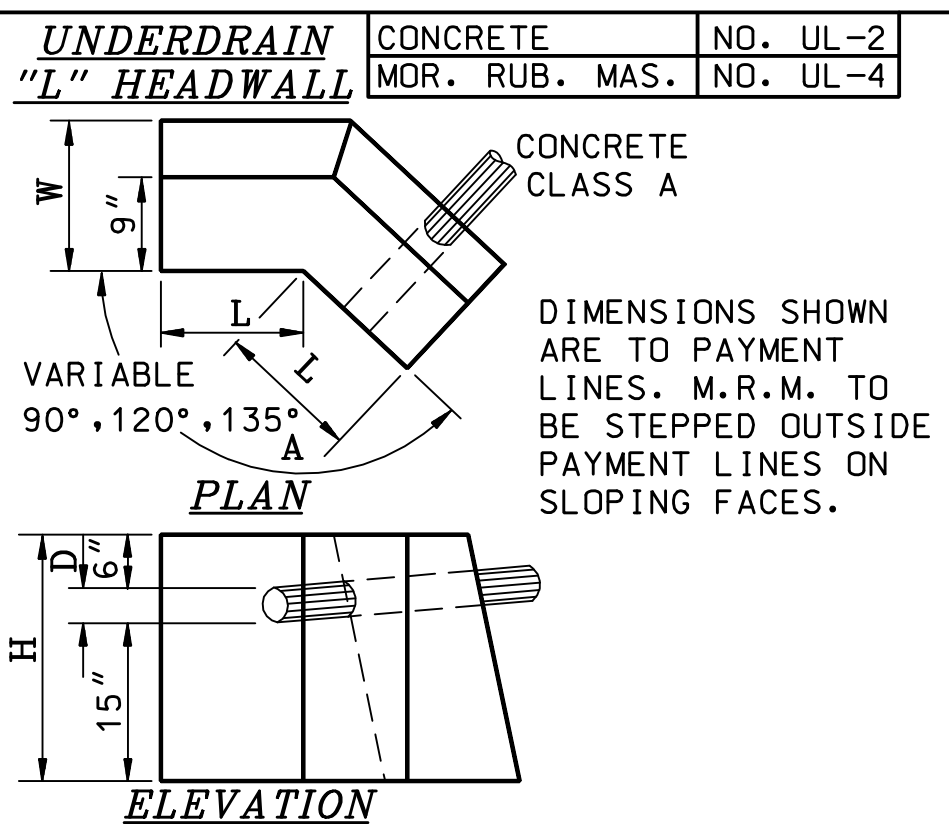 UNDERDRAIN
"L" HEADWALL
CONCRETE NO. UL-2
MOR. RUB. MAS. NO. UL-4
CONCRETE
CLASS A
W
9"
L
L
VARIABLE
90°,120°,135°
A
PLAN
DIMENSIONS SHOWN
ARE TO PAYMENT
LINES. M.R.M. TO
BE STEPPED OUTSIDE
PAYMENT LINES ON
SLOPING FACES.
D
6"
H
15"
ELEVATION